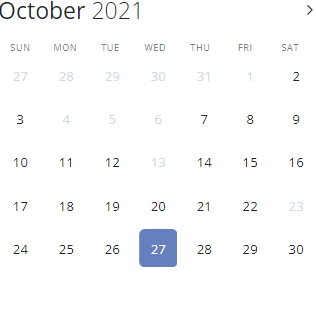 October 2021
SUN MON TUE WED THU FRI SAT
27 28 29 30 31 1 2
3 4 5 6 7 8 9
10 11 12 13 14 15 16
17 18 19 20 21 22 23
24 25 26 27 28 29 30